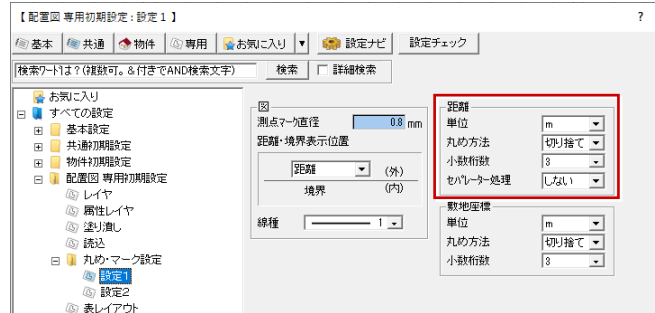 【 配置図 専用初期設定 : 設定１ 】 ?
基本 共通 物件 専用 お気に入り ▼ 設定ナビ 設定チェック
検索ワードは？(複数可。＆付きでAND検索文字) 検索 詳細検索
お気に入り
すべての設定
基本設定
共通初期設定
物件初期設定
配置図 専用初期設定
レイヤ
属性レイヤ
塗り潰し
読込
丸め・マーク設定
設定1
設定2
表レイアウト
図
測点マーク直径 0.8 mm
距離・境界表示位置
距離 (外)
境界 (内)
線種 1
距離
単位 m
丸め方法 切り捨て
小数桁数 3
セパレーター処理 しない
敷地座標
単位 m
丸め方法 切り捨て
小数桁数 3